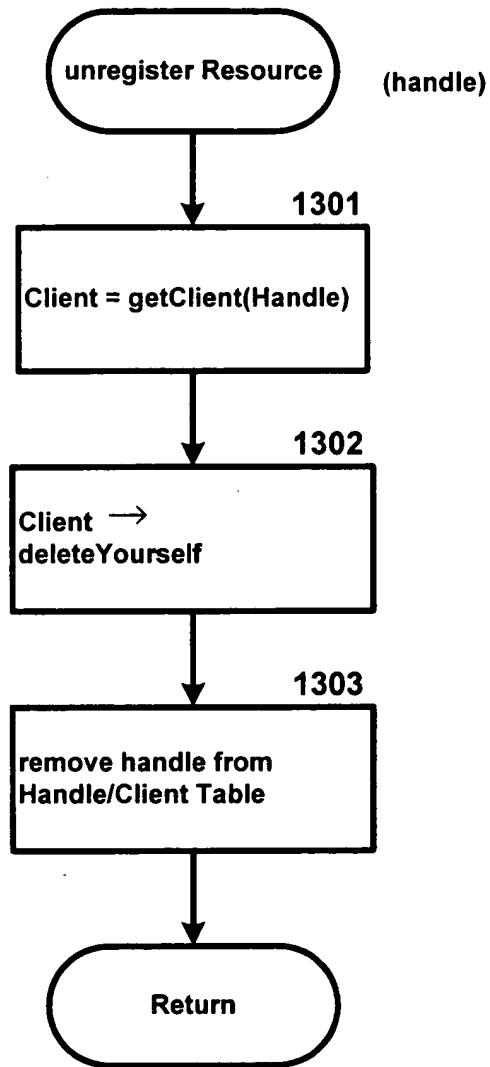 unregister Resource
(handle)
1301
Client = getClient(Handle)
1302
Client →
deleteYourself
1303
remove handle from
Handle/Client Table
Return